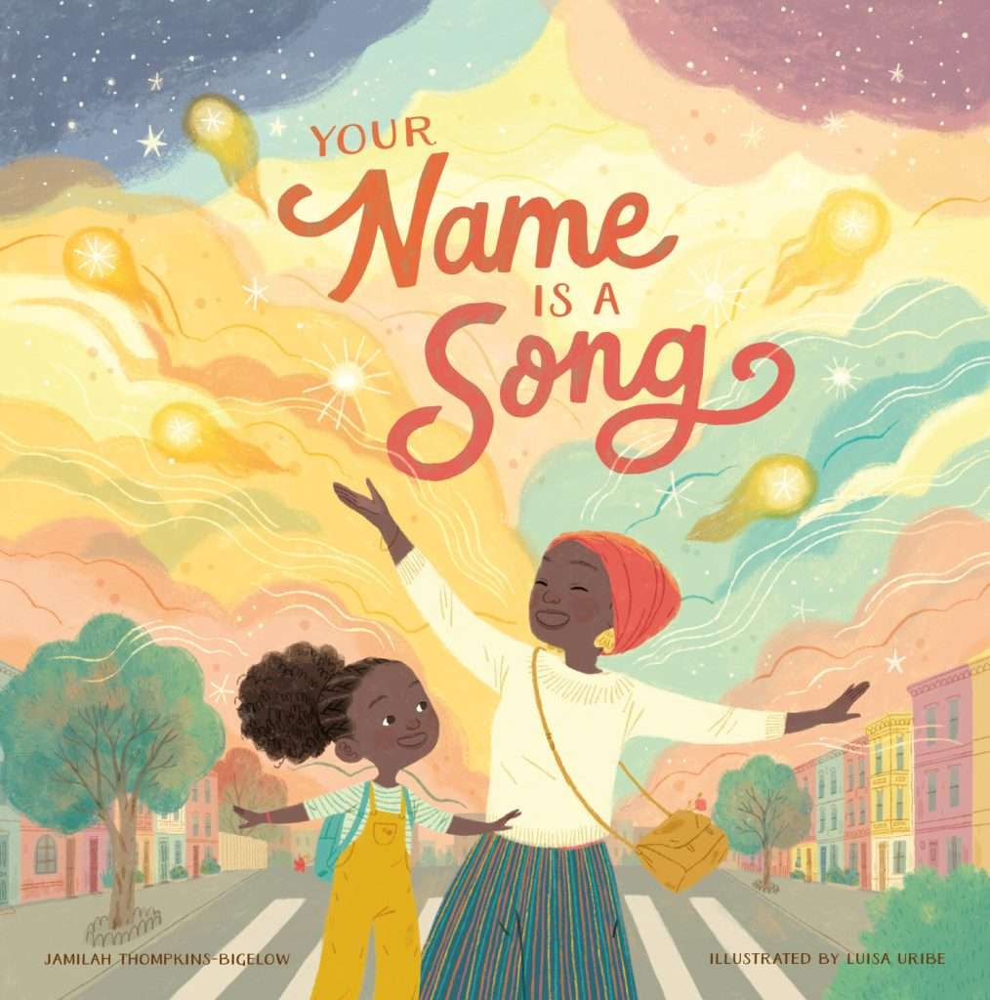 YOUR
Name
IS A
Song
JAMILAH THOMPKINS-BIGELOW
ILLUSTRATED BY LUISA URIBE